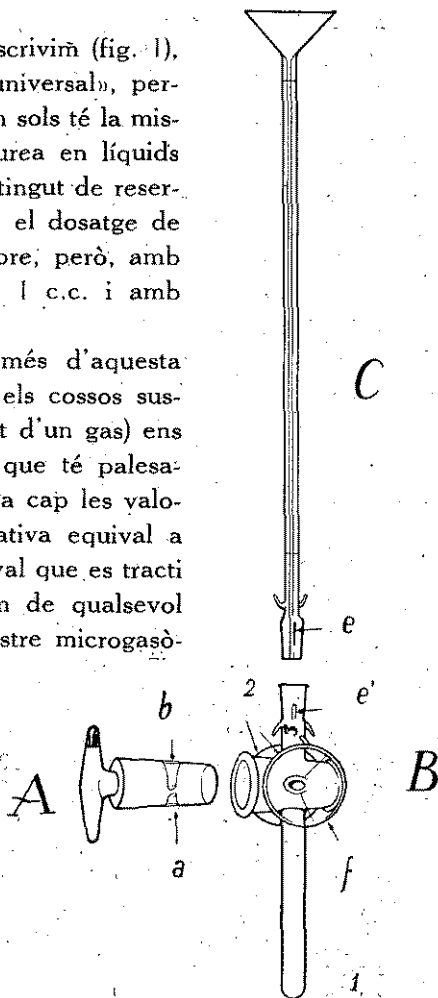 scrivim (fig. 1),
universal», per-
n sols té la mis-
urea en líquids
tingut de reser-
el dosatge de
ore, però, amb
1 c.c. i amb
més d'aquesta
els cossos sus-
t d'un gas) ens
que té palesa-
a cap les valo-
ativa equival a
val que es tracti
n de qualsevol
stre microgasò-
C
e
2
e'
b
3
A
B
a
f
1